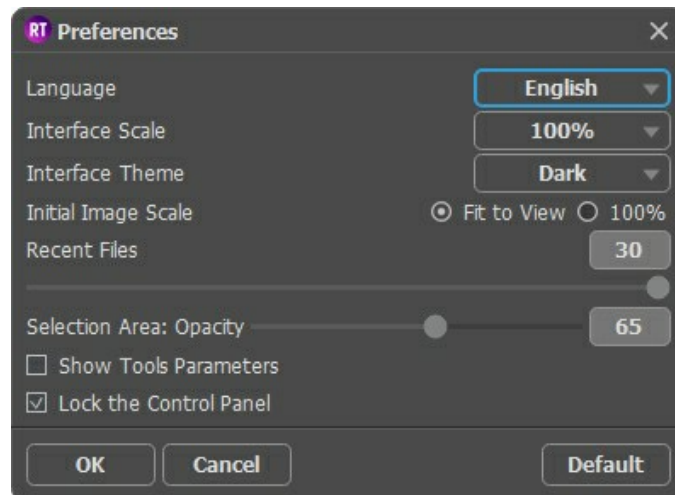 RT Preferences
Language English
Interface Scale 100%
Interface Theme Dark
Initial Image Scale Fit to View 100%
Recent Files 30
Selection Area: Opacity 65
Show Tools Parameters
Lock the Control Panel
OK Cancel Default